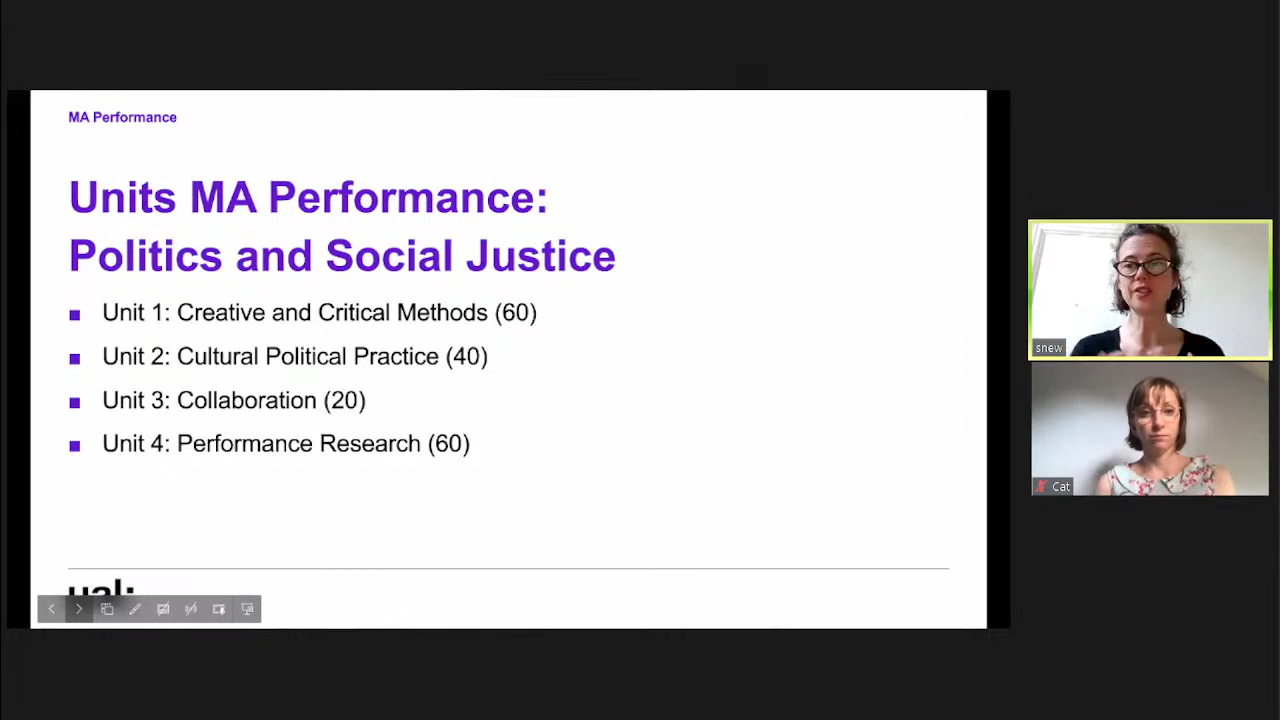 MA Performance
Units MA Performance:
Politics and Social Justice
Unit 1: Creative and Critical Methods (60)
Unit 2: Cultural Political Practice (40)
Unit 3: Collaboration (20)
Unit 4: Performance Research (60)
ual:
snew
Cat